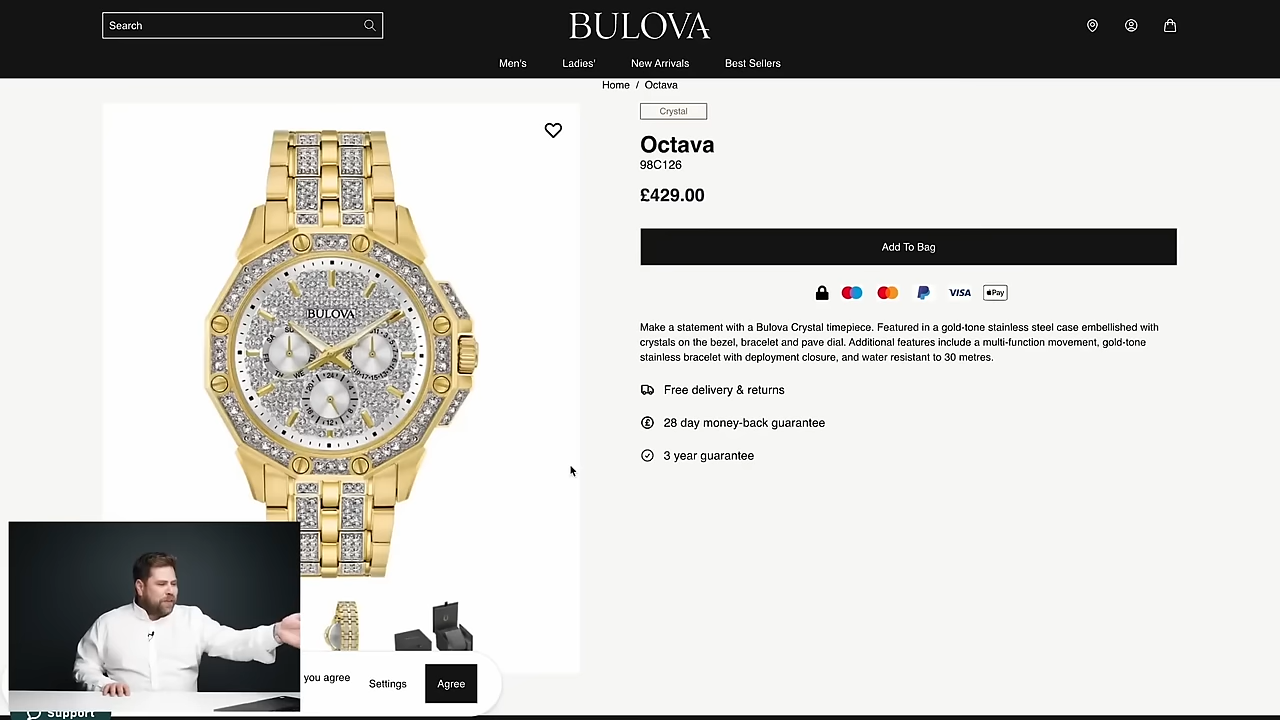 Search
BULOVA
Men's
Ladies'
New Arrivals
Best Sellers
Home / Octava
Crystal
Octava
98C126
£429.00
Add To Bag
VISA
Pay
Make a statement with a Bulova Crystal timepiece. Featured in a gold-tone stainless steel case embellished with
crystals on the bezel, bracelet and pave dial. Additional features include a multi-function movement, gold-tone
stainless bracelet with deployment closure, and water resistant to 30 metres.
Free delivery & returns
28 day money-back guarantee
3 year guarantee
BULOVA
24
12
you agree
Settings
Agree
Support